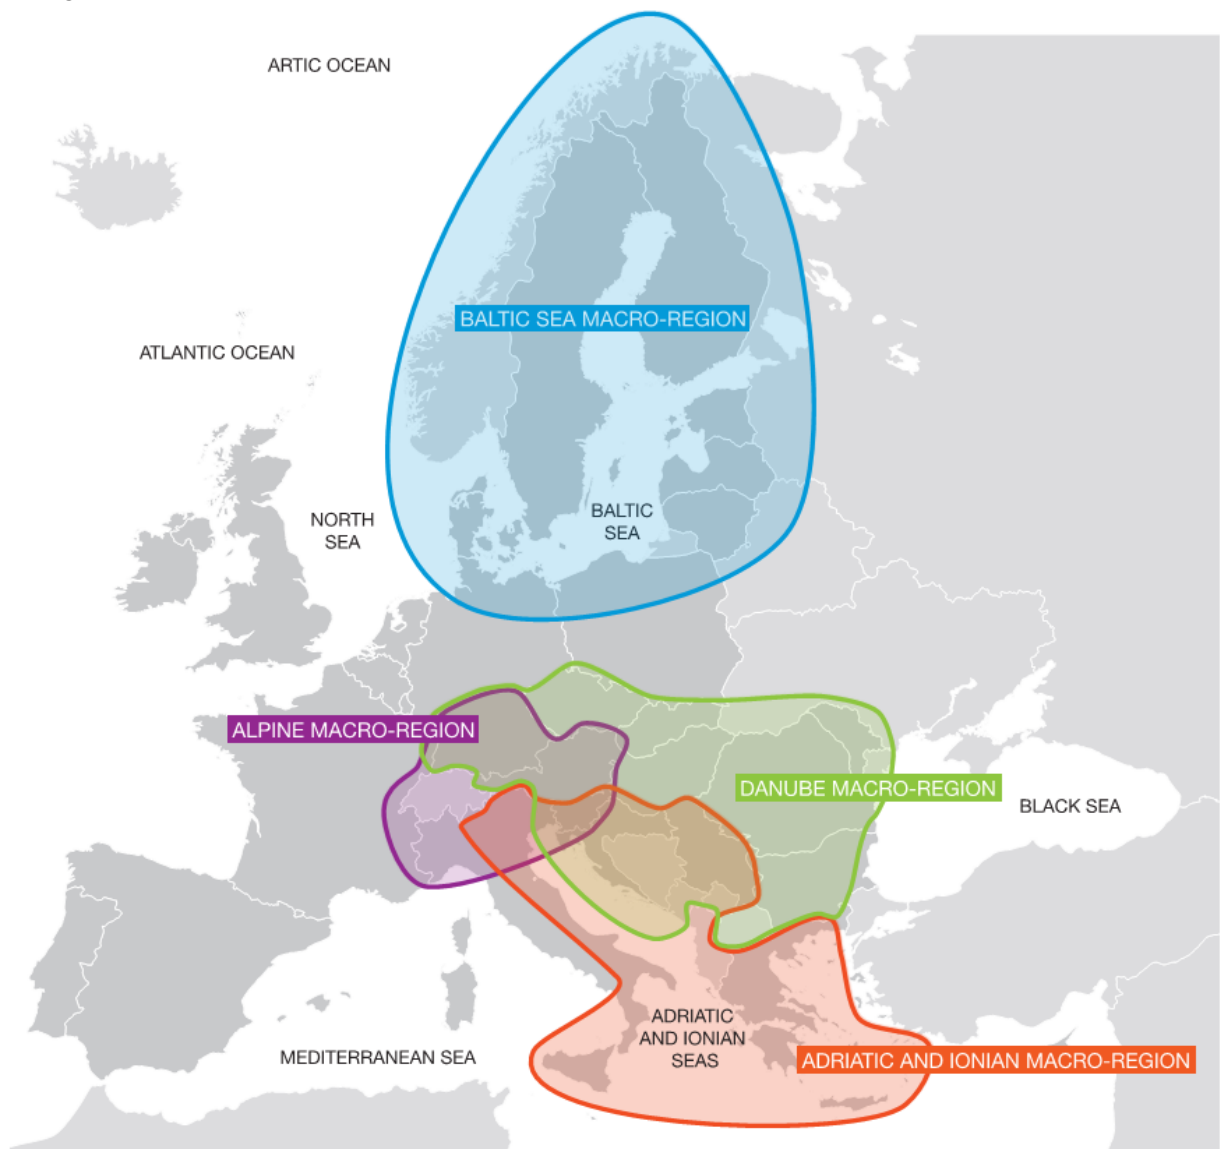 ARTIC OCEAN
BALTIC SEA MACRO-REGION
ATLANTIC OCEAN
NORTH
SEA
BALTIC
SEA
ALPINE MACRO-REGION
DANUBE MACRO-REGION
BLACK SEA
ADRIATIC
AND IONIAN
SEAS
MEDITERRANEAN SEA
ADRIATIC AND IONIAN MACRO-REGION